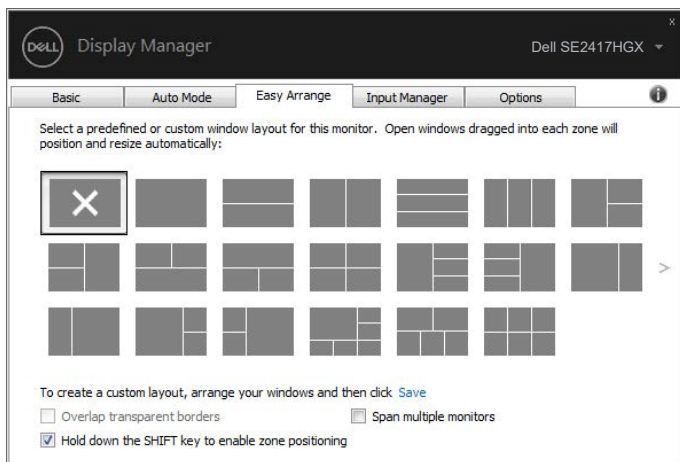 x
DELL Display Manager Dell SE2417HGX
Basic Auto Mode Easy Arrange Input Manager Options i
Select a predefined or custom window layout for this monitor. Open windows dragged into each zone will
position and resize automatically:
>
To create a custom layout, arrange your windows and then click Save
Overlap transparent borders Span multiple monitors
Hold down the SHIFT key to enable zone positioning